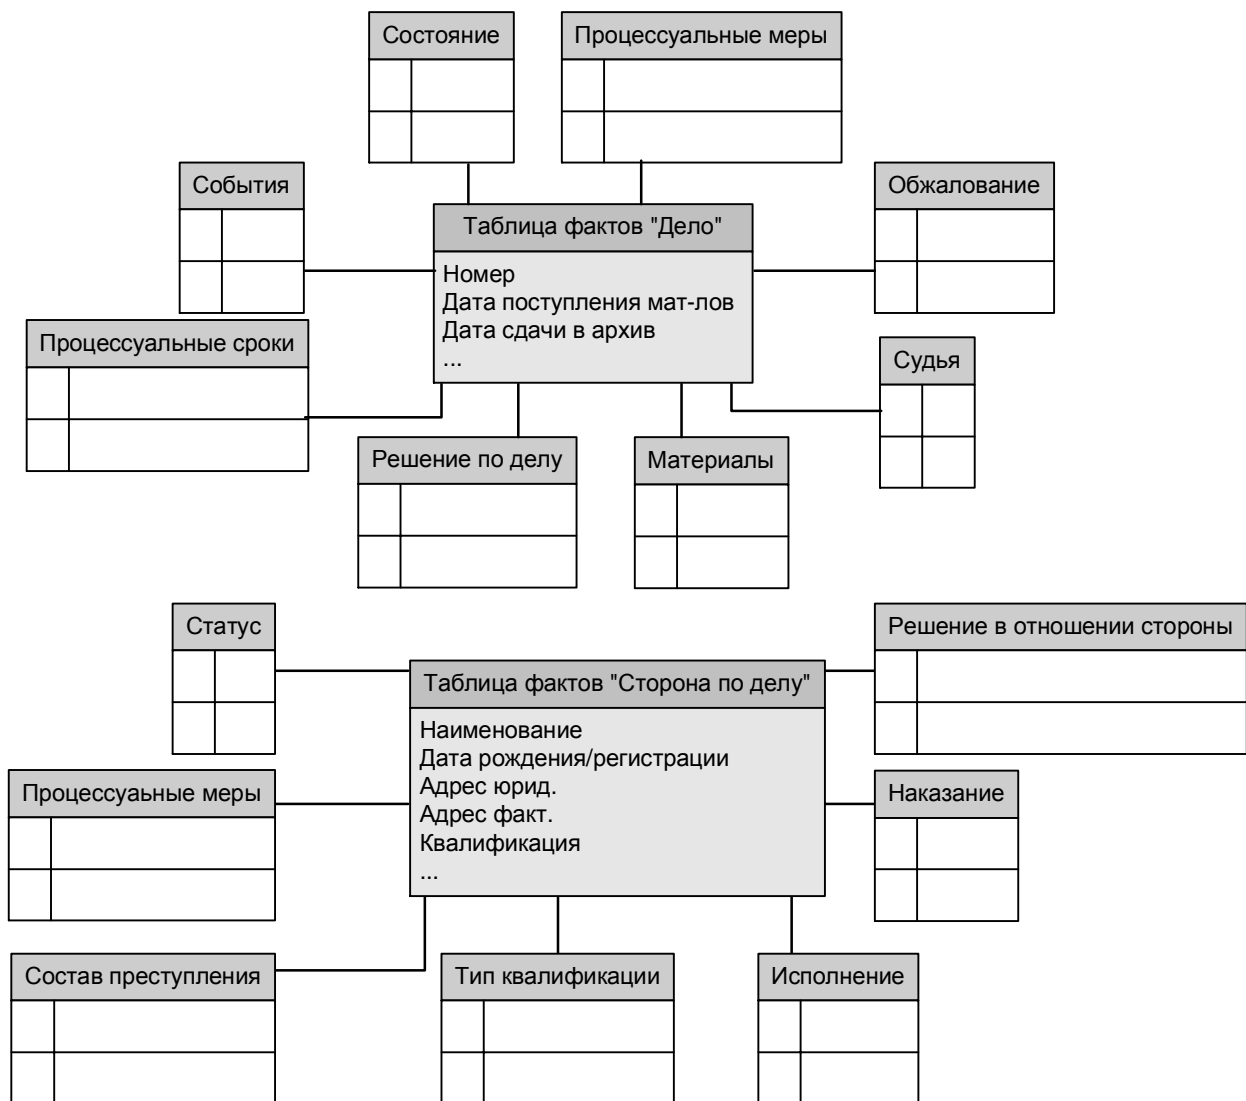 Состояние
Процессуальные меры
События
Обжалование
Таблица фактов "Дело"
Номер
Дата поступления мат-лов
Дата сдачи в архив
...
Процессуальные сроки
Судья
Решение по делу
Материалы
Статус
Решение в отношении стороны
Таблица фактов "Сторона по делу"
Наименование
Дата рождения/регистрации
Адрес юрид.
Адрес факт.
Квалификация
...
Процессуаьные меры
Наказание
Состав преступления
Тип квалификации
Исполнение